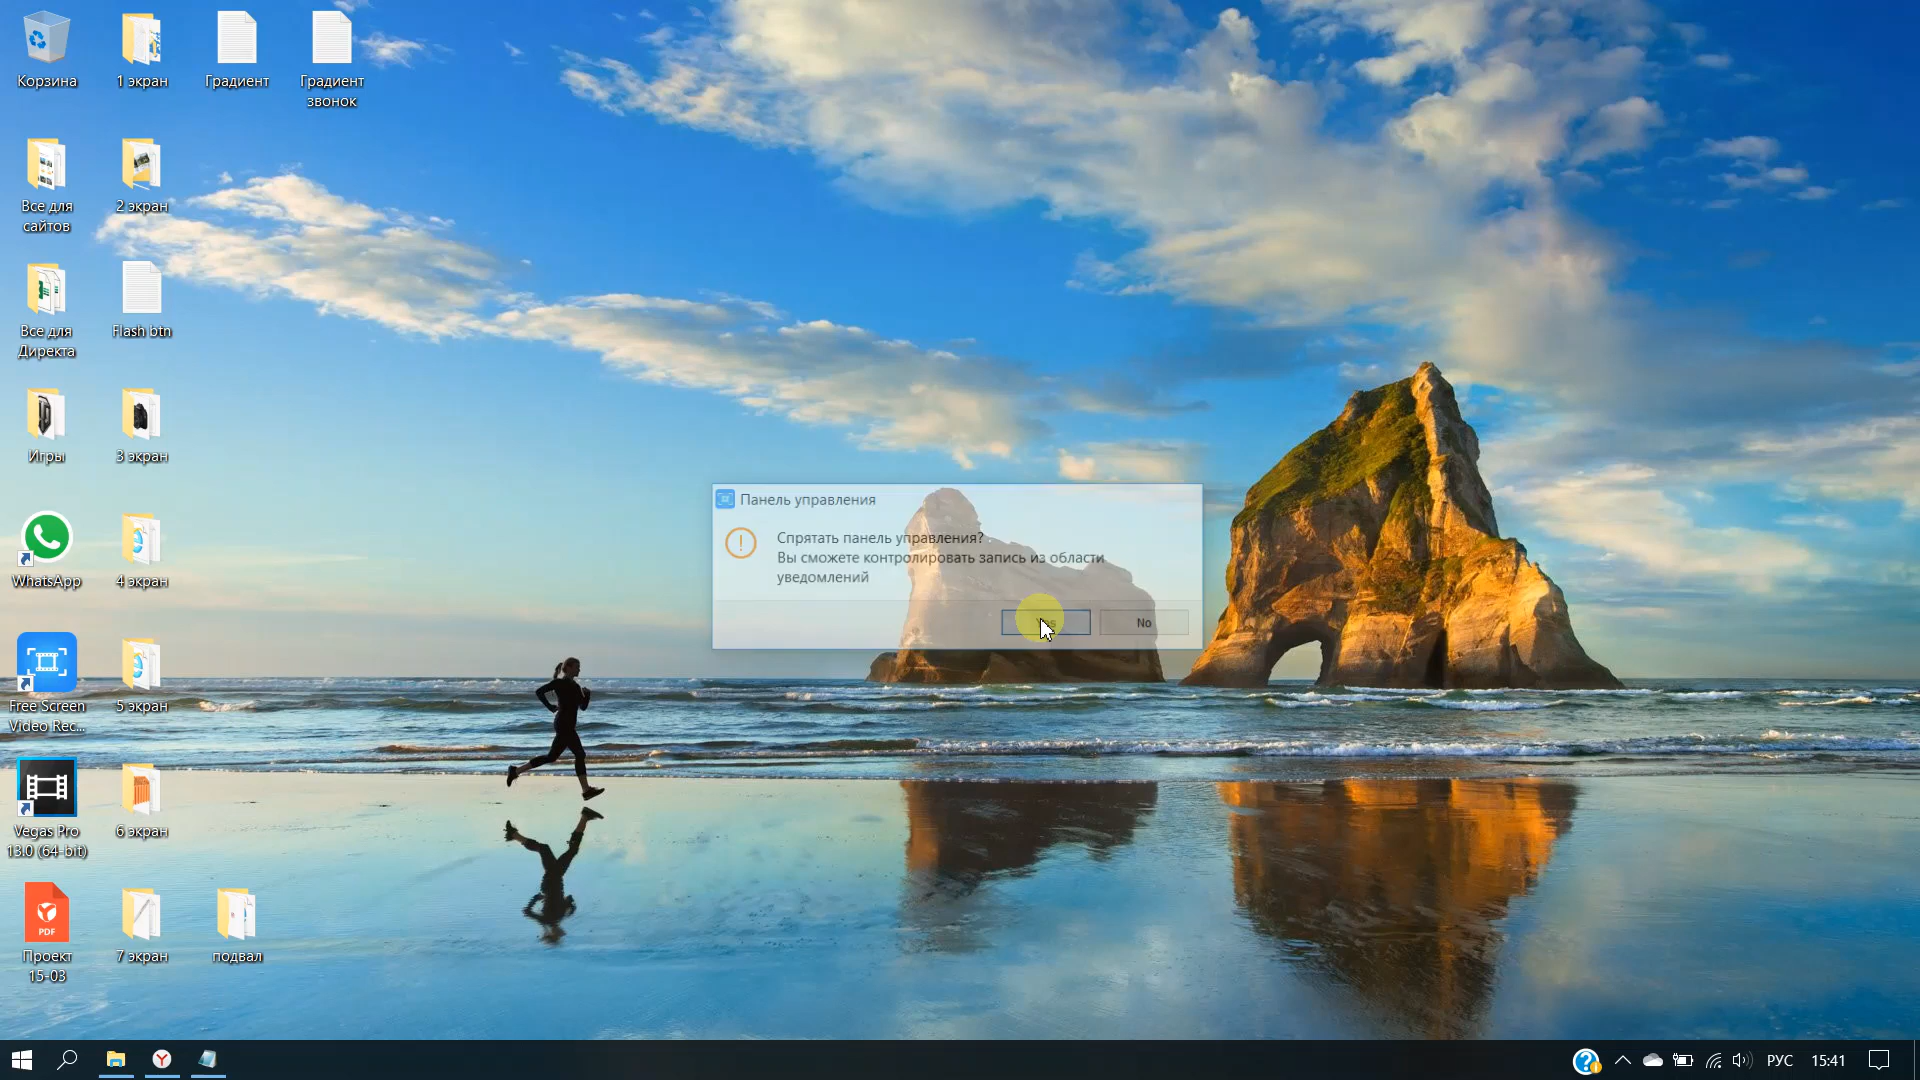 Корзина
1 экран
Градиент
Градиент
звонок
Все для
сайтов
2 экран
Все для
Директа
Flash btn
Игры
3 экран
WhatsApp
4 экран
Free Screen
Video Rec...
5 экран
Vegas Pro
13.0 (64-bit)
6 экран
PDF
Проект
15-03
7 экран
подвал
Панель управления
Спрятать панель управления?
Вы сможете контролировать запись из области
уведомлений
Yes
No
РУС
15:41